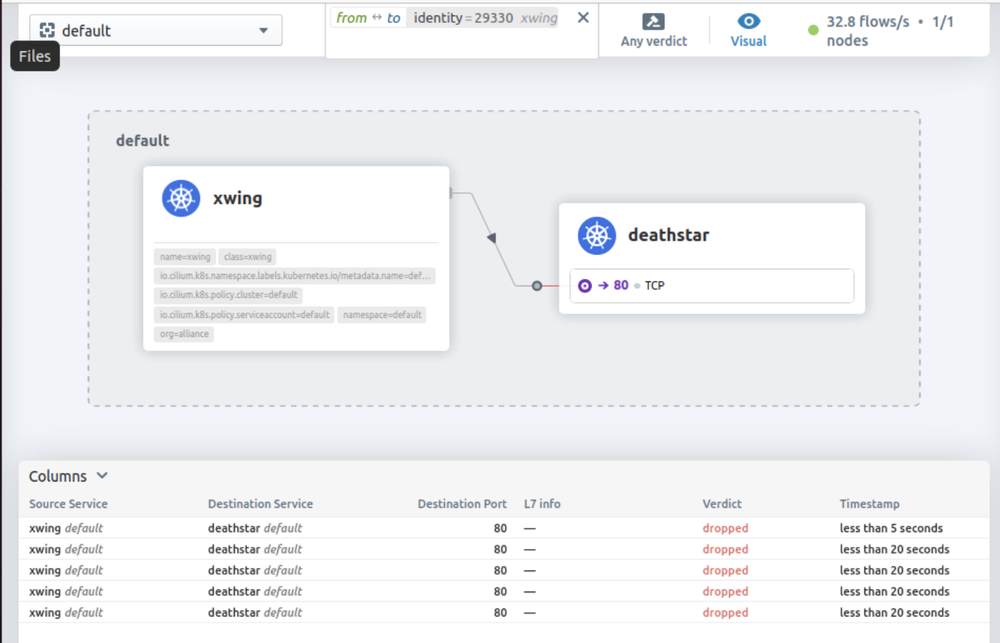 default
from ↔ to identity=29330 xwing
Any verdict
Visual
32.8 flows/s • 1/1 nodes
Files
default
xwing
name=xwing class=xwing
io.cilium.k8s.namespace.labels.kubernetes.io/metadata.name=def...
io.cilium.k8s.policy.cluster=default
io.cilium.k8s.policy.serviceaccount=default namespace=default
org=alliance
deathstar
→ 80 • TCP
Columns
Source Service Destination Service Destination Port L7 info Verdict Timestamp
xwing default deathstar default 80 — dropped less than 5 seconds
xwing default deathstar default 80 — dropped less than 20 seconds
xwing default deathstar default 80 — dropped less than 20 seconds
xwing default deathstar default 80 — dropped less than 20 seconds
xwing default deathstar default 80 — dropped less than 20 seconds